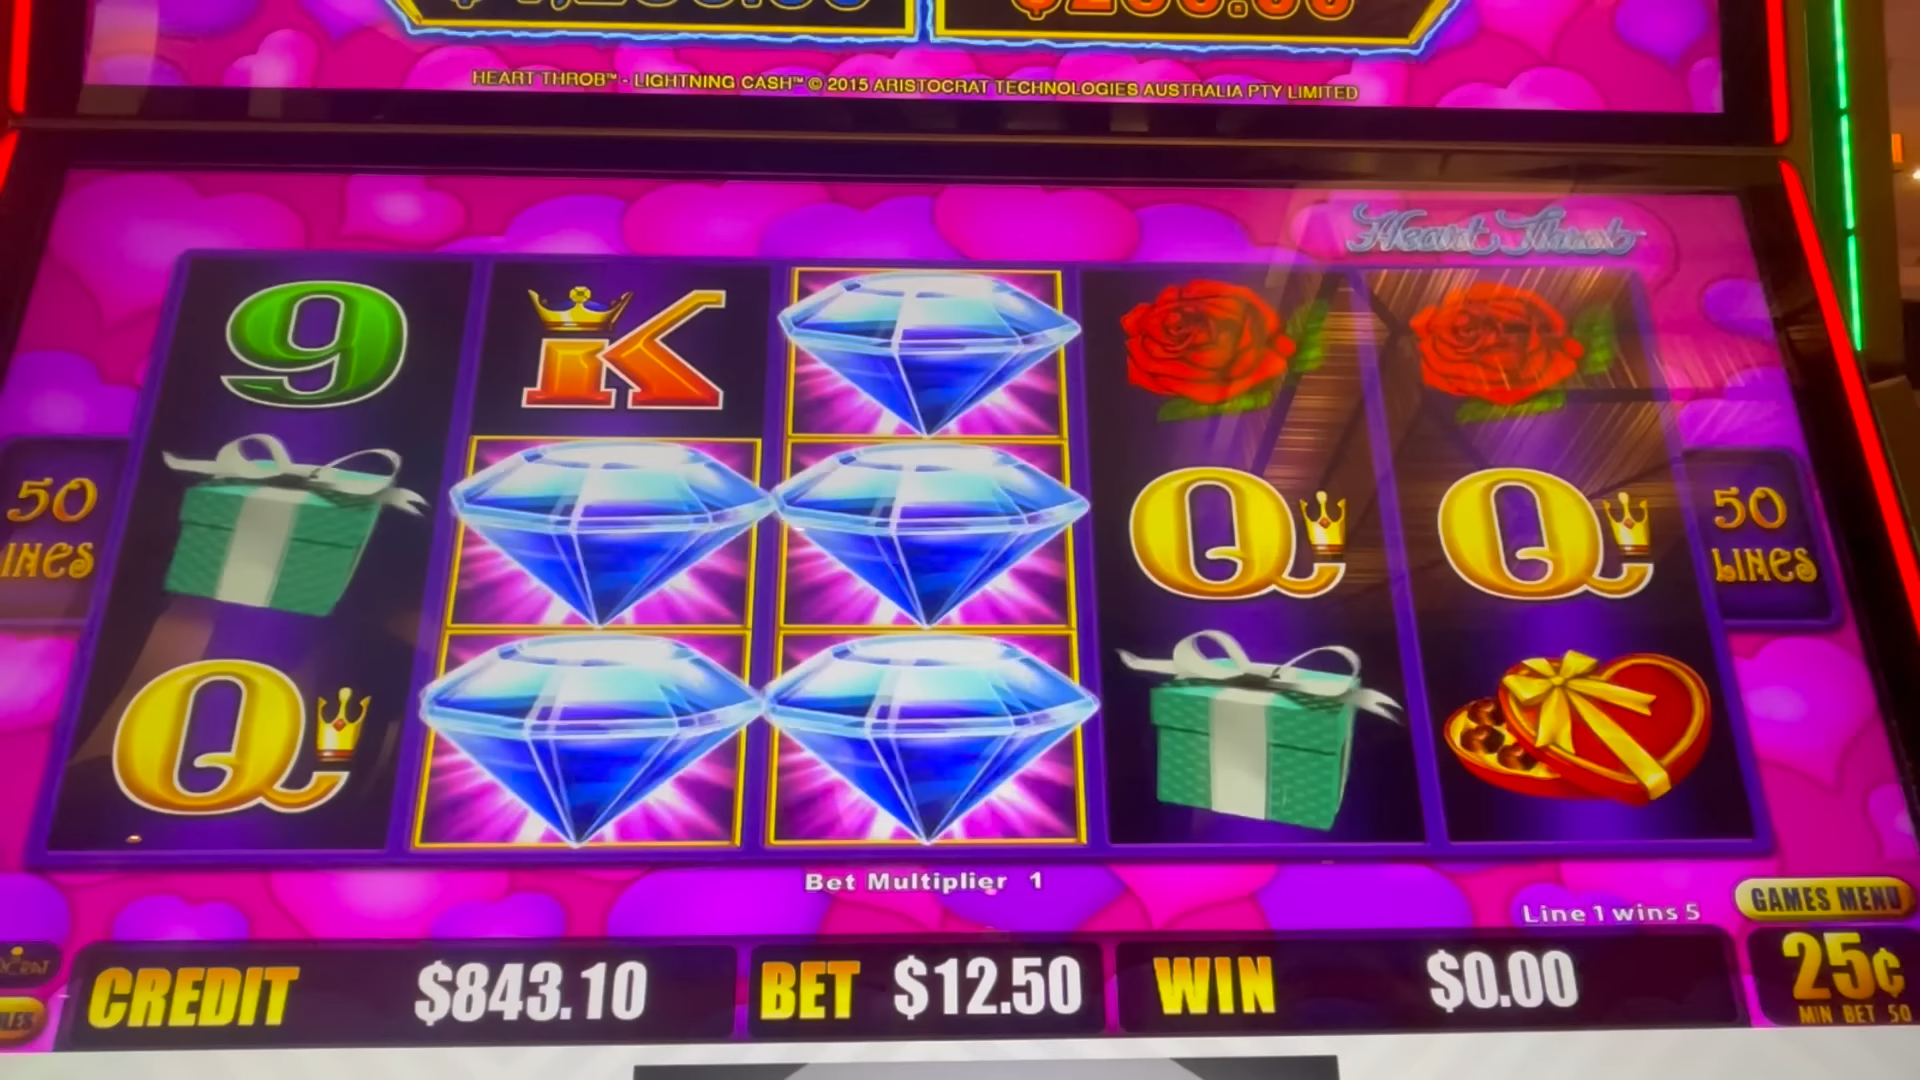 HEART THROB™ - LIGHTNING CASH™ © 2015 ARISTOCRAT TECHNOLOGIES AUSTRALIA PTY LIMITED
Heart Throb
9 K
50
LINES
Q Q
50
LINES
Q
Bet Multiplier 1
Line 1 wins 5
GAMES MENU
CREDIT $843.10 BET $12.50 WIN $0.00
25¢
MIN BET 50